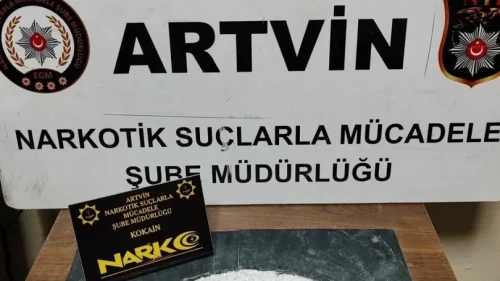 ARTVİN
NARKOTİK SUÇLARLA MÜCADELE
ŞUBE MÜDÜRLÜĞÜ
EGM
ARTVİN
NARKOTİK SUÇLARLA
MÜCADELE
ŞUBE MÜDÜRLÜĞÜ
KOKAİN
NARKO